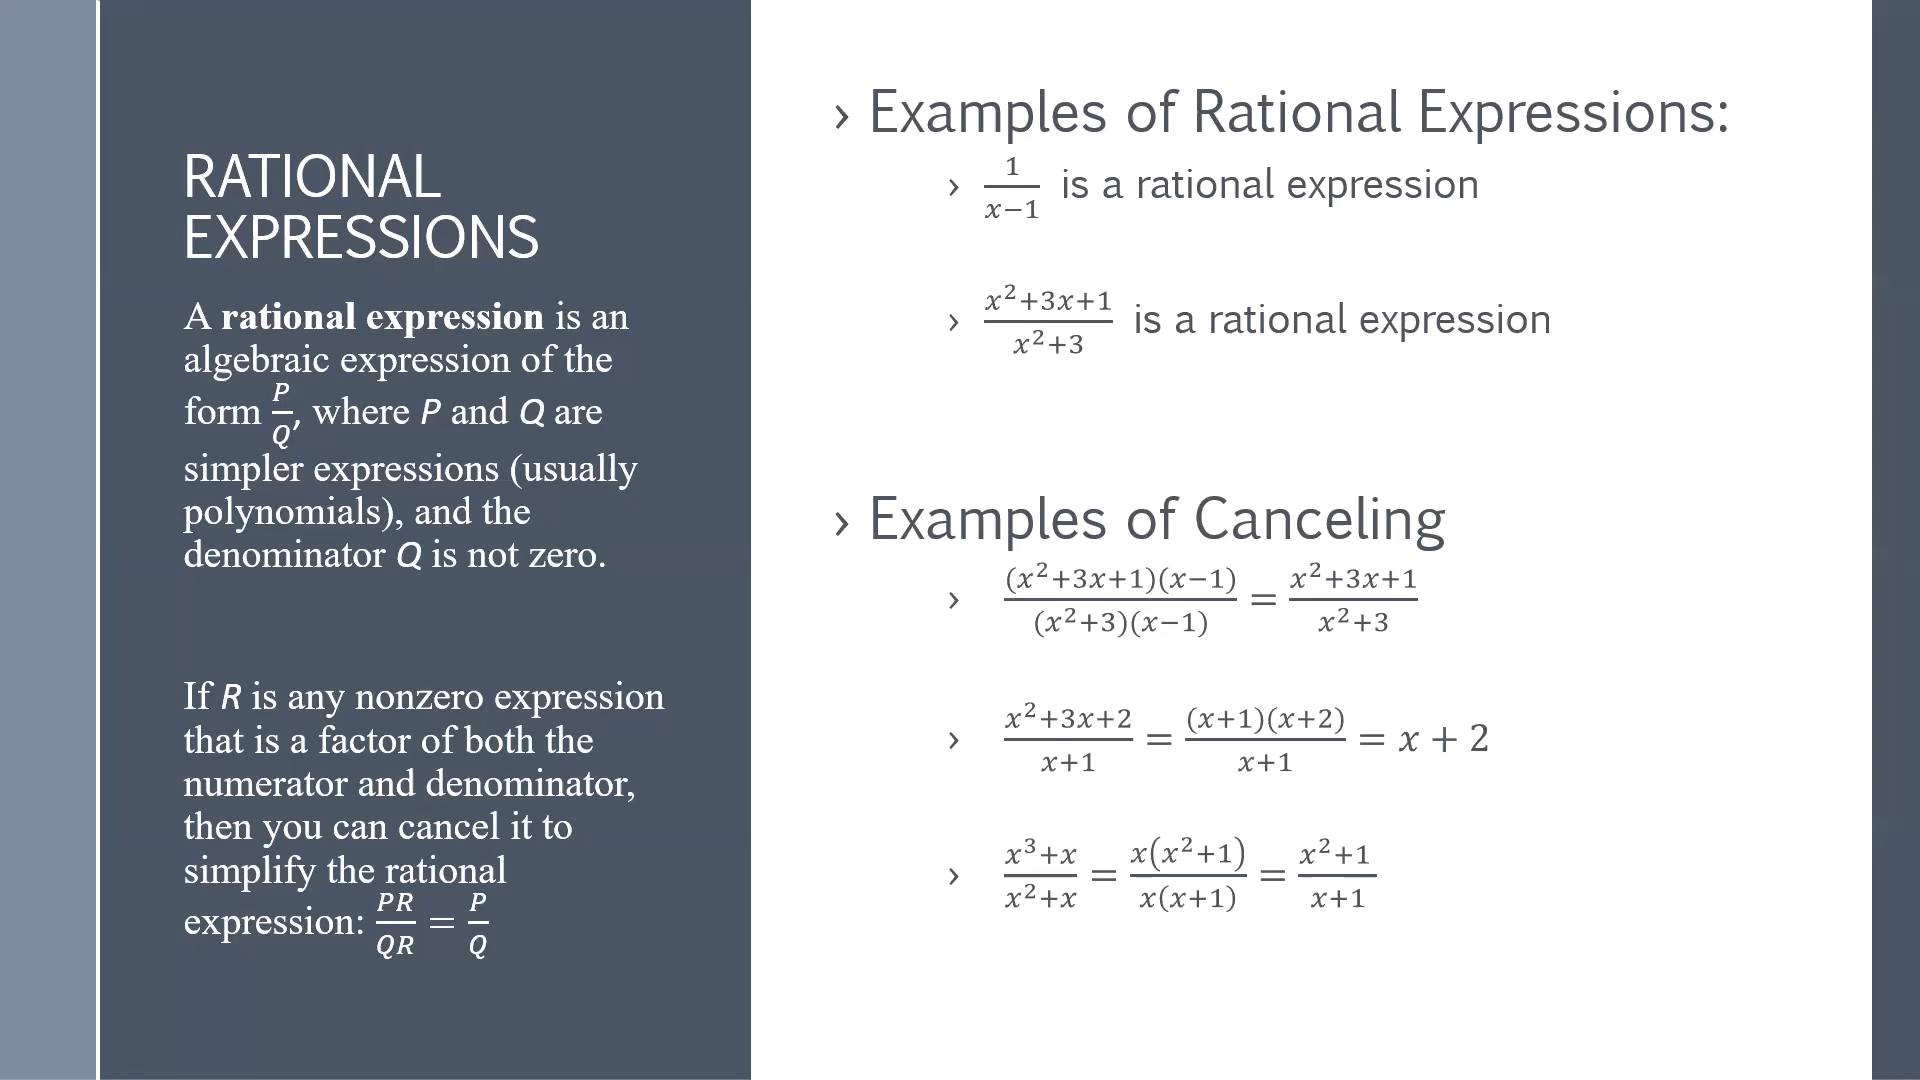 RATIONAL
EXPRESSIONS
A rational expression is an
algebraic expression of the
form P/Q, where P and Q are
simpler expressions (usually
polynomials), and the
denominator Q is not zero.
If R is any nonzero expression
that is a factor of both the
numerator and denominator,
then you can cancel it to
simplify the rational
expression: PR/QR = P/Q
› Examples of Rational Expressions:
› 1/(x−1) is a rational expression
› (x²+3x+1)/(x²+3) is a rational expression
› Examples of Canceling
› ((x²+3x+1)(x−1))/((x²+3)(x−1)) = (x²+3x+1)/(x²+3)
› (x²+3x+2)/(x+1) = ((x+1)(x+2))/(x+1) = x + 2
› (x³+x)/(x²+x) = (x(x²+1))/(x(x+1)) = (x²+1)/(x+1)